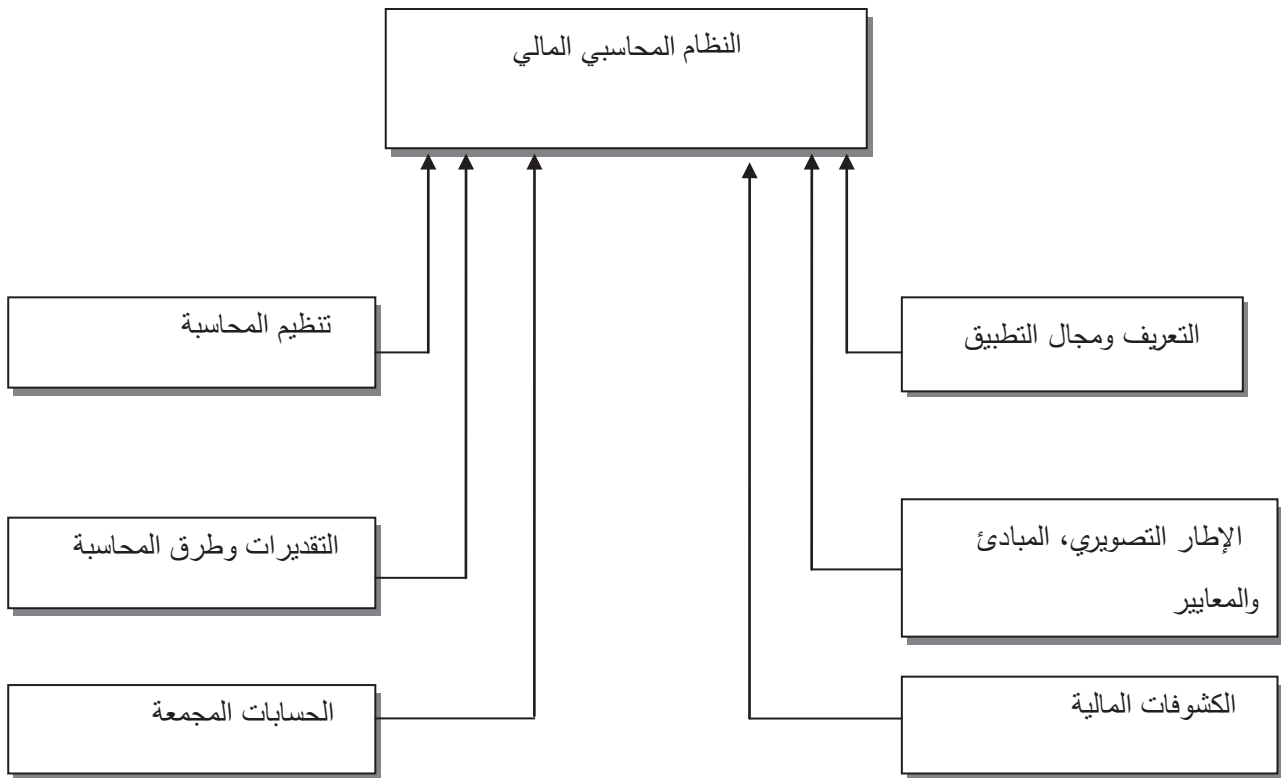 النظام المحاسبي المالي
التعريف ومجال التطبيق
تنظيم المحاسبة
الإطار التصويري، المبادئ
والمعايير
التقديرات وطرق المحاسبة
الكشوفات المالية
الحسابات المجمعة